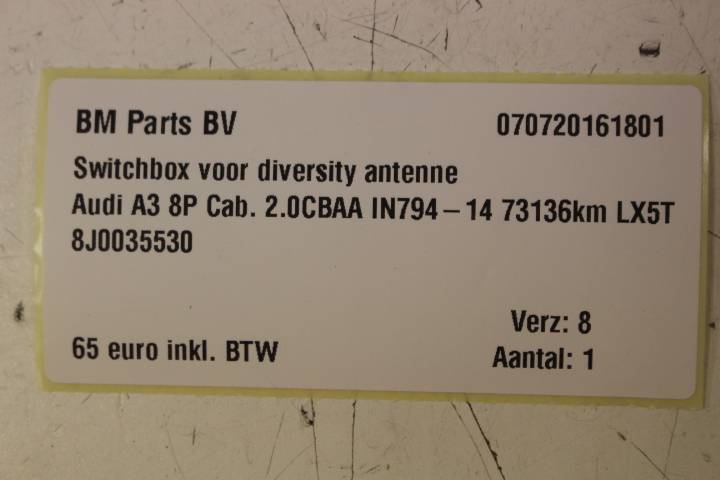 BM Parts BV 070720161801
Switchbox voor diversity antenne
Audi A3 8P Cab. 2.0CBAA IN794-14 73136km LX5T
8J0035530
Verz: 8
65 euro inkl. BTW Aantal: 1